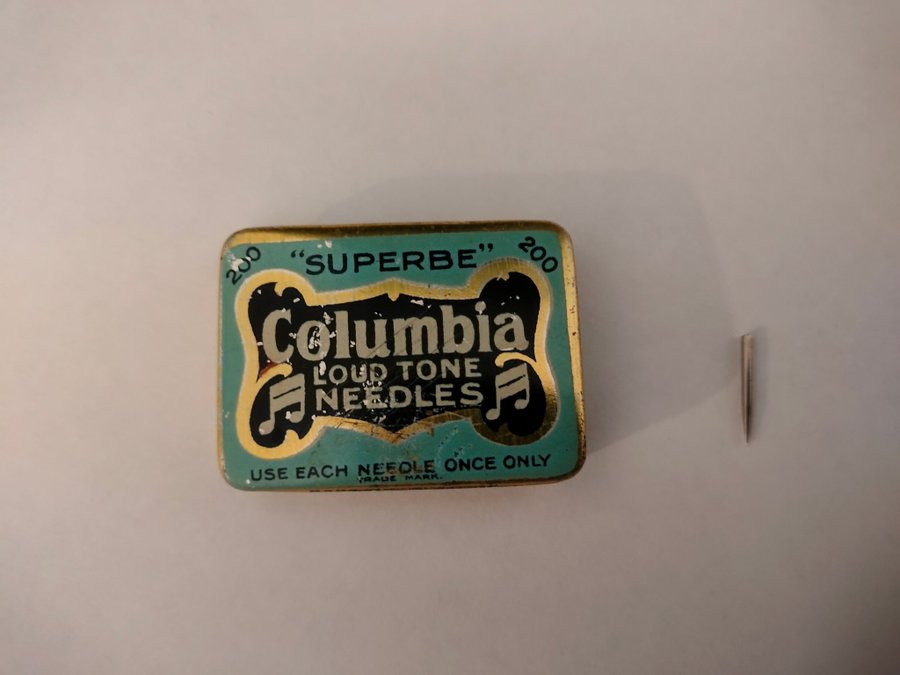 200 "SUPERBE" 200
Columbia
LOUD TONE
NEEDLES
USE EACH NEEDLE ONCE ONLY
TRADE MARK.